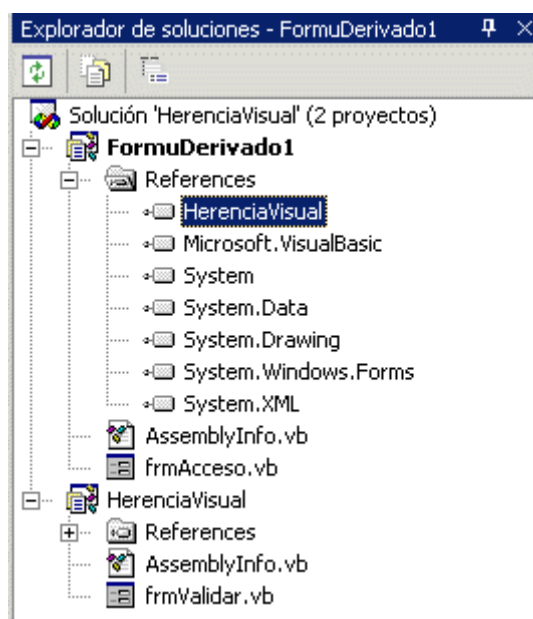 Explorador de soluciones - FormuDerivado1
Solución 'HerenciaVisual' (2 proyectos)
FormuDerivado1
References
HerenciaVisual
Microsoft.VisualBasic
System
System.Data
System.Drawing
System.Windows.Forms
System.XML
AssemblyInfo.vb
frmAcceso.vb
HerenciaVisual
References
AssemblyInfo.vb
frmValidar.vb